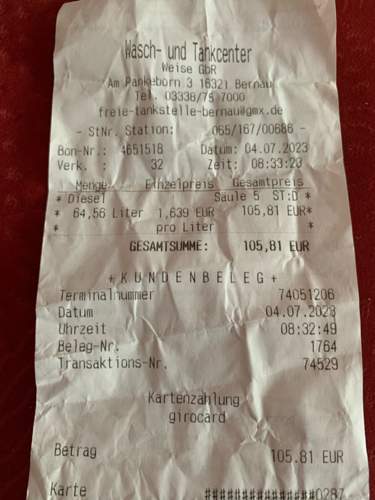 Wasch- und Tankcenter
Weise GbR
Am Pankeborn 3 16321 Bernau
Tel. 03338/75 7000
freie-tankstelle-bernau@gmx.de
- StNr. Station: 065/167/00686 -
Bon-Nr.: 4651518 Datum: 04.07.2023
Verk. : 32 Zeit: 08:33:23
Menge Einzelpreis Gesamtpreis
* Diesel Säule 5 ST:D *
* 64,56 Liter 1,639 EUR 105,81 EUR*
* pro Liter *
GESAMTSUMME: 105,81 EUR
+ K U N D E N B E L E G +
Terminalnummer 74051206
Datum 04.07.2023
Uhrzeit 08:32:49
Beleg-Nr. 1764
Transaktions-Nr. 74529
Kartenzahlung
girocard
Betrag 105.81 EUR
Karte ###############0287